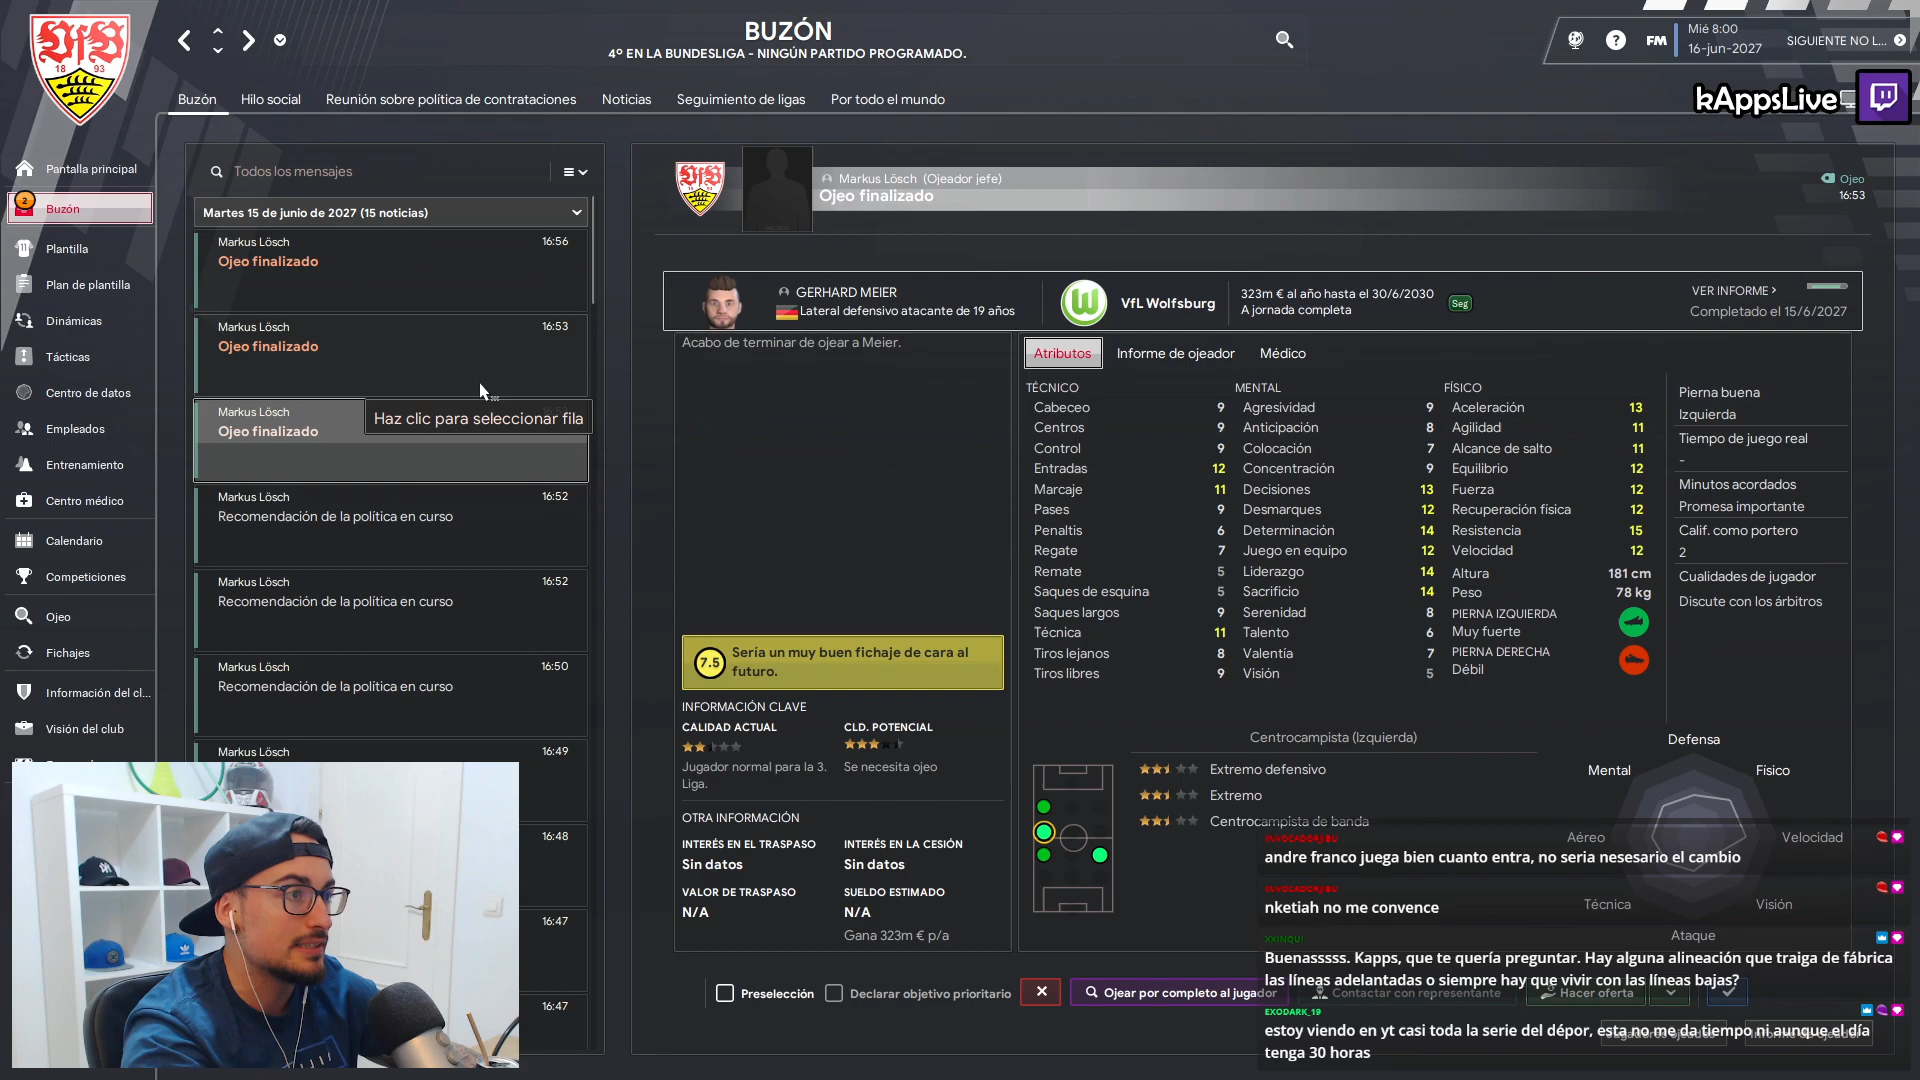 BUZÓN
4º EN LA BUNDESLIGA - NINGÚN PARTIDO PROGRAMADO.
FM
Mié 8:00
16-jun-2027
SIGUIENTE NO L...
kAppsLive
18 93
Buzón
Hilo social
Reunión sobre política de contrataciones
Noticias
Seguimiento de ligas
Por todo el mundo
Pantalla principal
2
Buzón
Plantilla
Plan de plantilla
Dinámicas
Tácticas
Centro de datos
Empleados
Entrenamiento
Centro médico
Calendario
Competiciones
Ojeo
Fichajes
Información del cl...
Visión del club
Todos los mensajes
Martes 15 de junio de 2027 (15 noticias)
Markus Lösch 16:56
Ojeo finalizado
Markus Lösch 16:53
Ojeo finalizado
Markus Lösch
Ojeo finalizado
Haz clic para seleccionar fila
Markus Lösch 16:52
Recomendación de la política en curso
Markus Lösch 16:52
Recomendación de la política en curso
Markus Lösch 16:50
Recomendación de la política en curso
Markus Lösch 16:49
16:48
16:47
16:47
Markus Lösch (Ojeador jefe)
Ojeo finalizado
Ojeo
16:53
GERHARD MEIER
Lateral defensivo atacante de 19 años
VfL Wolfsburg
323m € al año hasta el 30/6/2030
A jornada completa
Seg
VER INFORME >
Completado el 15/6/2027
Acabo de terminar de ojear a Meier.
7.5
Sería un muy buen fichaje de cara al
futuro.
INFORMACIÓN CLAVE
CALIDAD ACTUAL
CLD. POTENCIAL
Jugador normal para la 3.
Liga.
Se necesita ojeo
OTRA INFORMACIÓN
INTERÉS EN EL TRASPASO
INTERÉS EN LA CESIÓN
Sin datos
Sin datos
VALOR DE TRASPASO
SUELDO ESTIMADO
N/A
N/A
Gana 323m € p/a
Atributos
Informe de ojeador
Médico
TÉCNICO
Cabeceo 9
Centros 9
Control 9
Entradas 12
Marcaje 11
Pases 9
Penaltis 6
Regate 7
Remate 5
Saques de esquina 5
Saques largos 9
Técnica 11
Tiros lejanos 8
Tiros libres 9
MENTAL
Agresividad 9
Anticipación 8
Colocación 7
Concentración 9
Decisiones 13
Desmarques 12
Determinación 14
Juego en equipo 12
Liderazgo 14
Sacrificio 14
Serenidad 8
Talento 6
Valentía 7
Visión 5
FÍSICO
Aceleración 13
Agilidad 11
Alcance de salto 11
Equilibrio 12
Fuerza 12
Recuperación física 12
Resistencia 15
Velocidad 12
Altura 181 cm
Peso 78 kg
PIERNA IZQUIERDA
Muy fuerte
PIERNA DERECHA
Débil
Pierna buena
Izquierda
Tiempo de juego real
-
Minutos acordados
Promesa importante
Calif. como portero
2
Cualidades de jugador
Discute con los árbitros
Centrocampista (Izquierda)
Extremo defensivo
Extremo
Centrocampista de banda
Defensa
Mental
Físico
Aéreo
Velocidad
Técnica
Visión
Ataque
Preselección
Declarar objetivo prioritario
Ojear por completo al jugador
Contactar con representante
Hacer oferta
andre franco juega bien cuanto entra, no seria nesesario el cambio
nketiah no me convence
XXINQUI
Buenasssss. Kapps, que te quería preguntar. Hay alguna alineación que traiga de fábrica
las líneas adelantadas o siempre hay que vivir con las líneas bajas?
EXODARK_19
estoy viendo en yt casi toda la serie del dépor, esta no me da tiempo ni aunque el día
tenga 30 horas